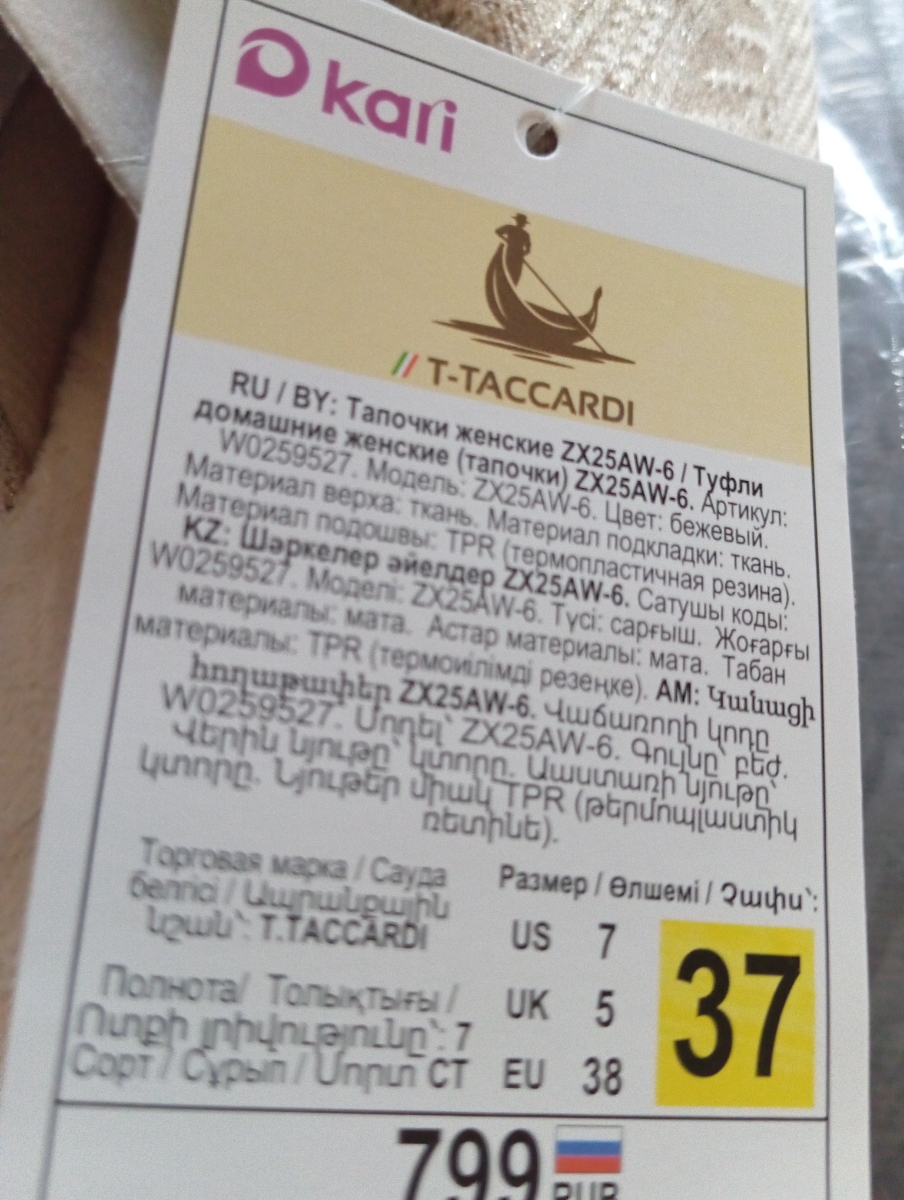 kari
T-TACCARDI
RU / BY: Тапочки женские ZX25AW-6 / Туфли
домашние женские (тапочки) ZX25AW-6. Артикул:
W0259527. Модель: ZX25AW-6. Цвет: бежевый.
Материал верха: ткань. Материал подкладки: ткань.
Материал подошвы: TPR (термопластичная резина).
KZ: Шәркелер әйелдер ZX25AW-6. Сатушы коды:
W0259527. Моделі: ZX25AW-6. Түсі: сарғыш. Жоғарғы
материалы: мата. Астар материалы: мата. Табан
материалы: TPR (термоиілімді резеңке). AM: Կանացի
հողաթափեր ZX25AW-6. Վաճառողի կոդը
W0259527. Մոդել՝ ZX25AW-6. Գույնը՝ բեժ.
Վերին նյութը՝ կտորը. Աաստառի նյութը՝
կտորը. Նյութեր միակ TPR (թերմոպլաստիկ
ռետինե).
Торговая марка / Сауда
белгісі / Ապրանքային
նշան՝: T.TACCARDI
Полнота/ Толықтығы /
Ոտքի լրիվությունը՝: 7
Сорт / Сұрып / Սորտ СТ
Размер / Өлшемі / Չափս՝:
US 7
UK 5
EU 38
37
799
RUB